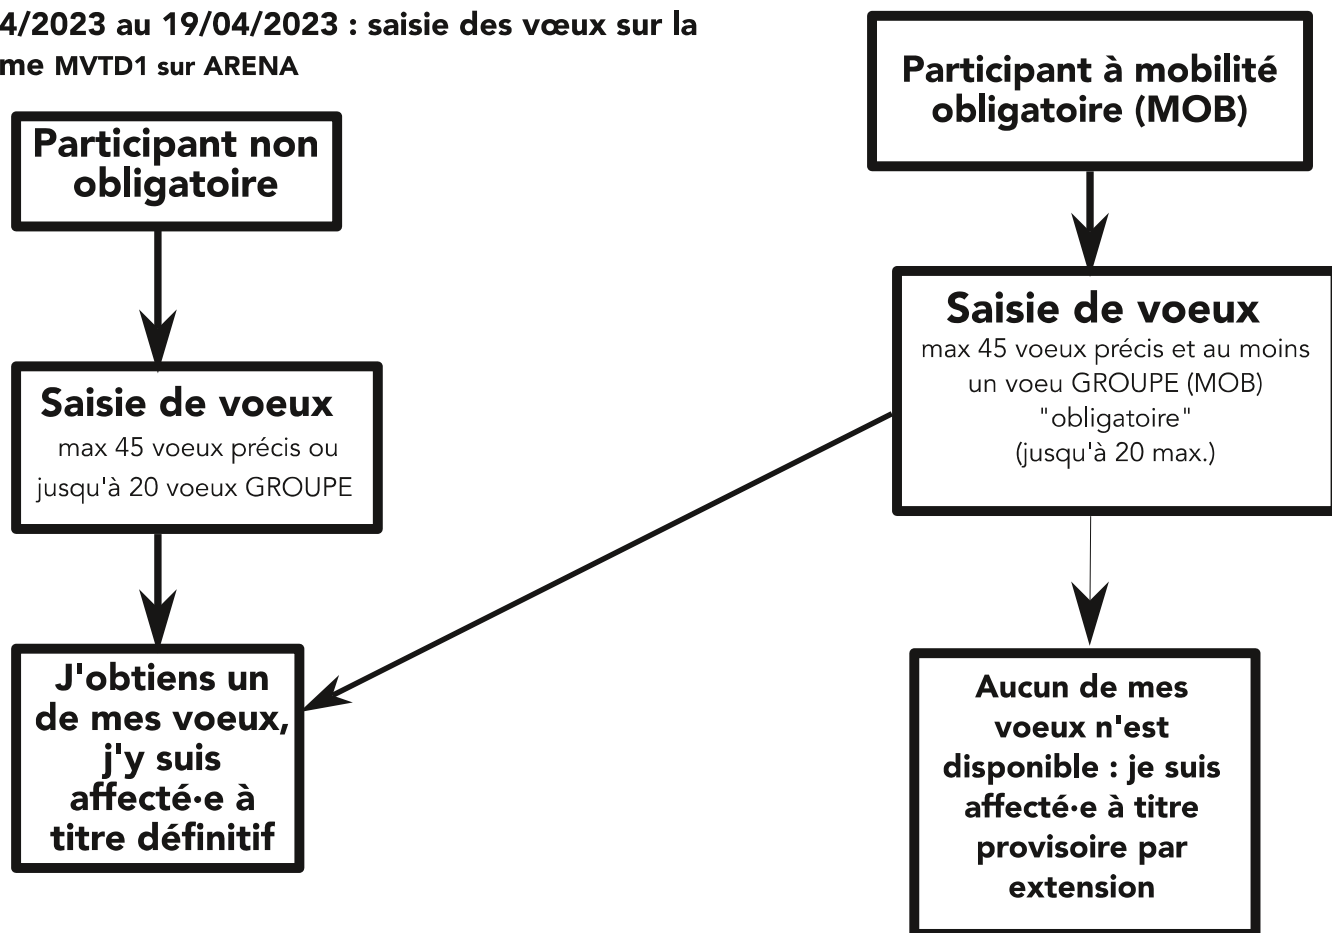 4/2023 au 19/04/2023 : saisie des vœux sur la
me MVTD1 sur ARENA
Participant non
obligatoire
Participant à mobilité
obligatoire (MOB)
Saisie de voeux
max 45 voeux précis ou
jusqu'à 20 voeux GROUPE
Saisie de voeux
max 45 voeux précis et au moins
un voeu GROUPE (MOB)
"obligatoire"
(jusqu'à 20 max.)
J'obtiens un
de mes voeux,
j'y suis
affecté·e à
titre définitif
Aucun de mes
voeux n'est
disponible : je suis
affecté·e à titre
provisoire par
extension